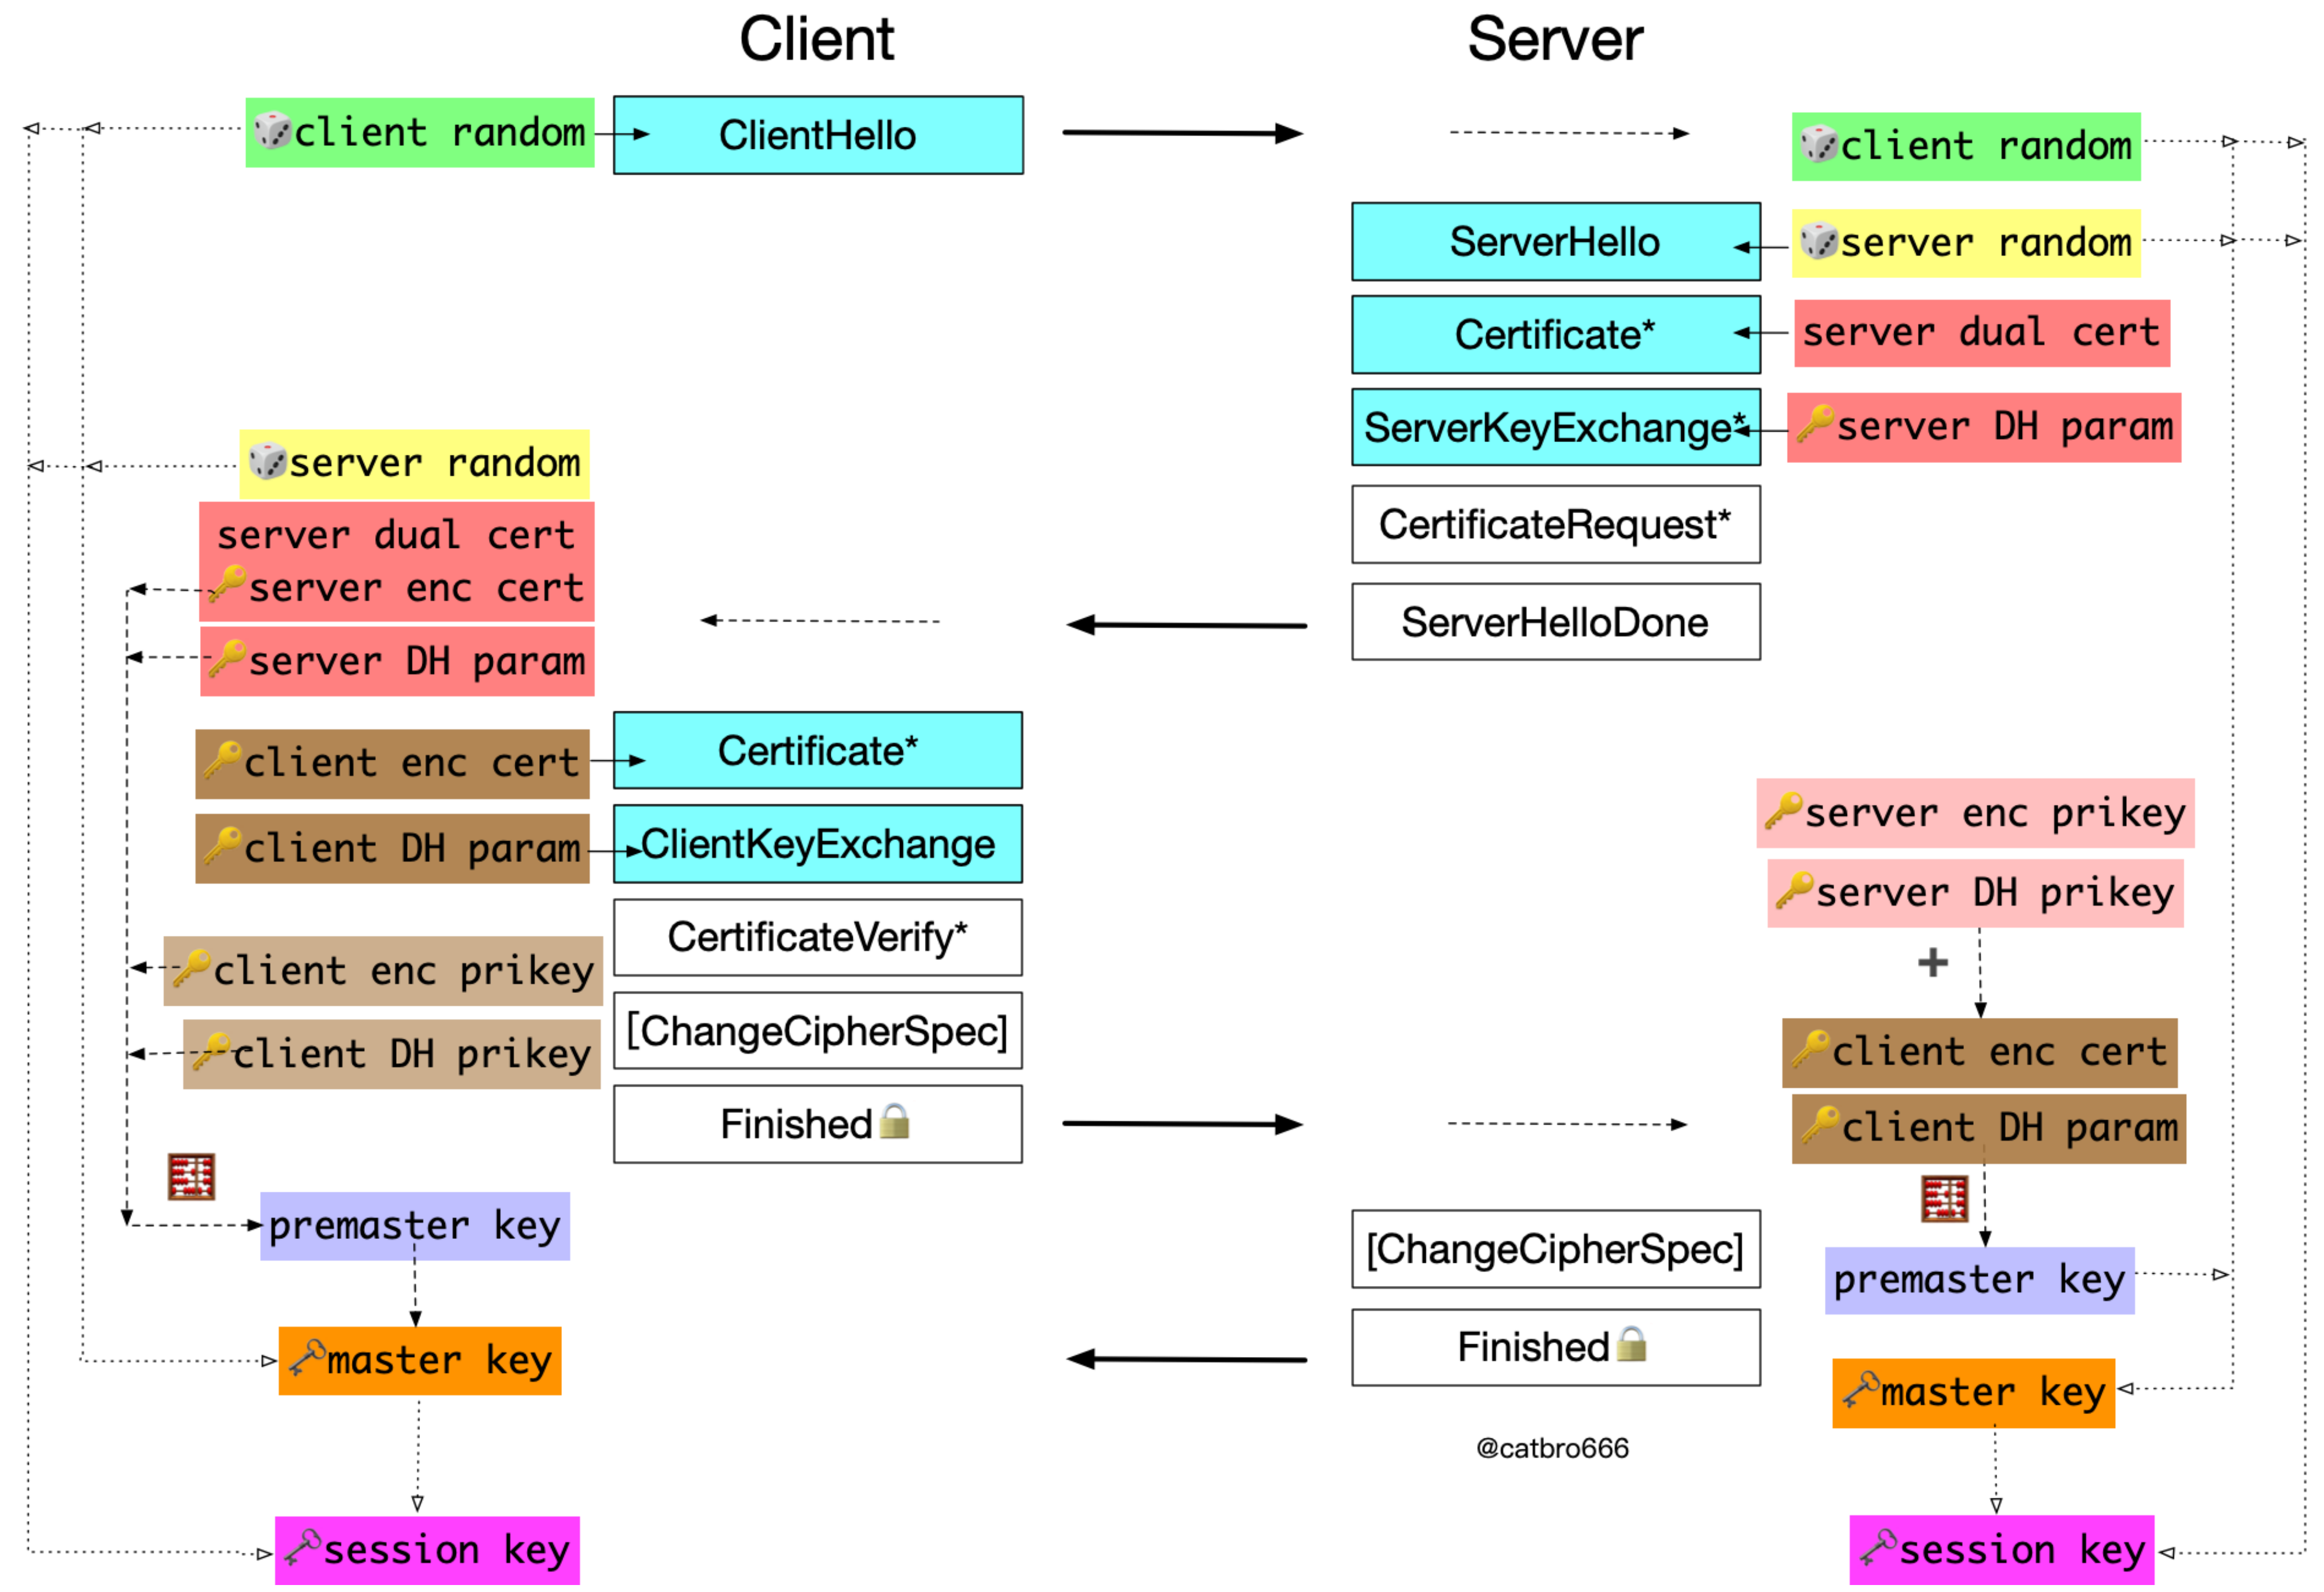 Client
Server
client random
ClientHello
client random
ServerHello
server random
Certificate*
server dual cert
ServerKeyExchange*
server DH param
server random
CertificateRequest*
server dual cert
server enc cert
ServerHelloDone
server DH param
client enc cert
Certificate*
client DH param
ClientKeyExchange
server enc prikey
server DH prikey
CertificateVerify*
client enc prikey
[ChangeCipherSpec]
client DH prikey
client enc cert
Finished
client DH param
premaster key
[ChangeCipherSpec]
premaster key
master key
Finished
master key
@catbro666
session key
session key